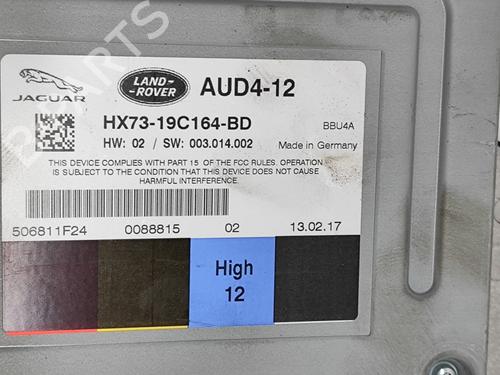 PARTS
JAGUAR
LAND-
ROVER
AUD4-12
HX73-19C164-BD
BBU4A
HW: 02 / SW: 003.014.002
Made in Germany
THIS DEVICE COMPLIES WITH PART 15 OF THE FCC RULES. OPERATION
IS SUBJECT TO THE CONDITION THAT THIS DEVICE DOES NOT CAUSE
HARMFUL INTERFERENCE.
506811F24 0088815 02 13.02.17
High
12